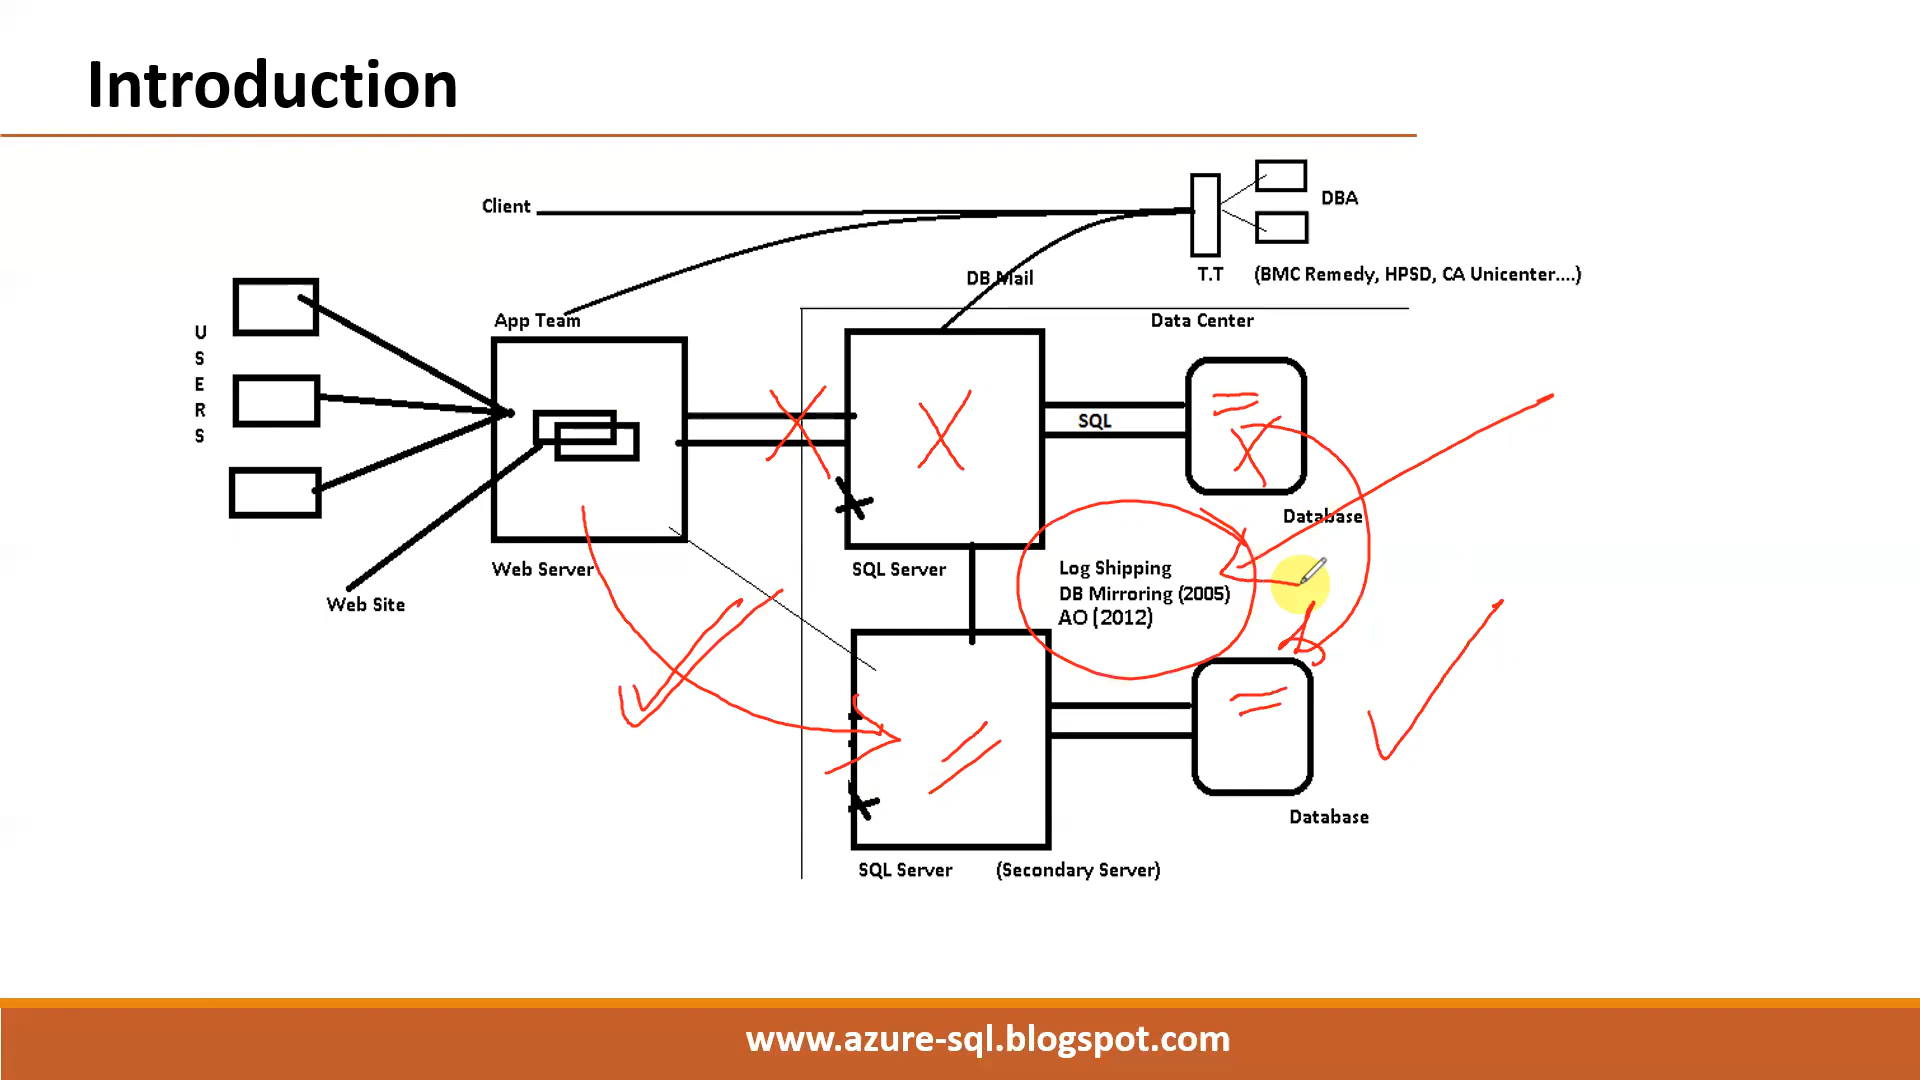 Introduction
Client
DBA
DB Mail
T.T (BMC Remedy, HPSD, CA Unicenter....)
App Team
Data Center
U
S
E
R
S
SQL
Database
Web Server
SQL Server
Log Shipping
DB Mirroring (2005)
AO (2012)
Web Site
Database
SQL Server (Secondary Server)
www.azure-sql.blogspot.com